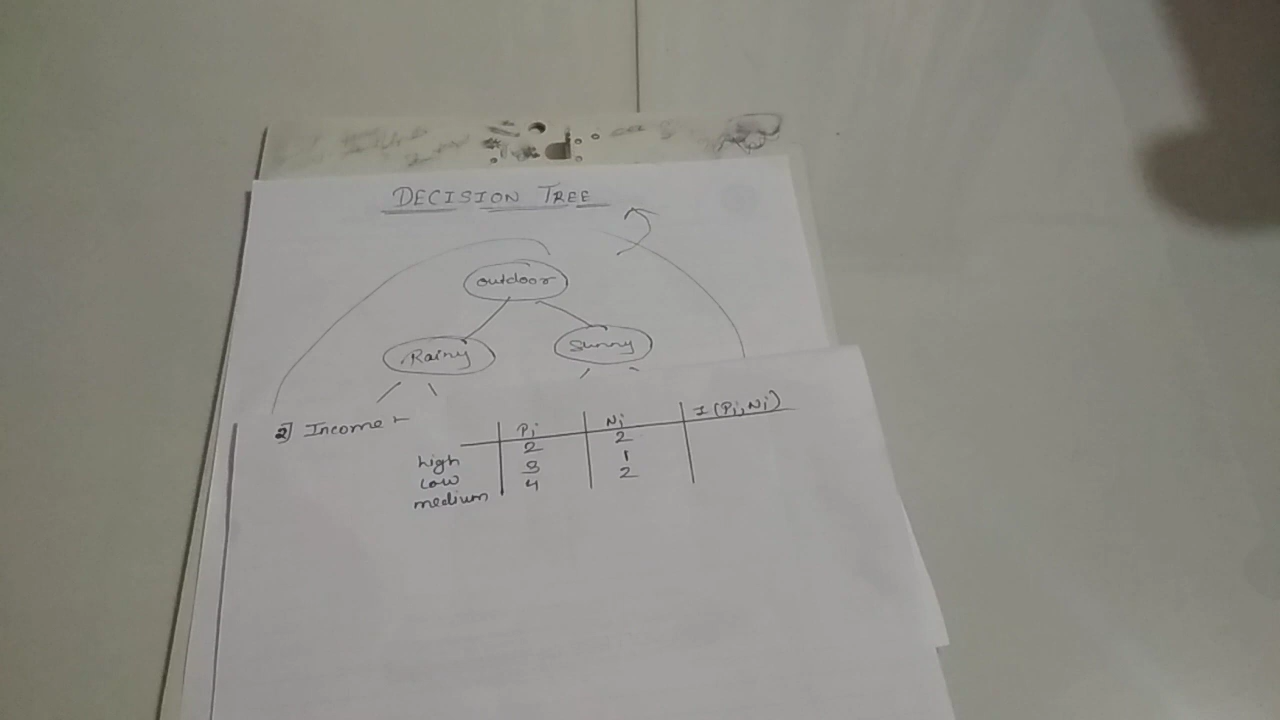 DECISION TREE
outdoor
Rainy Sunny
2] Income
Pi Ni I(Pi,Ni)
high 2 2
Low 3 1
medium 4 2